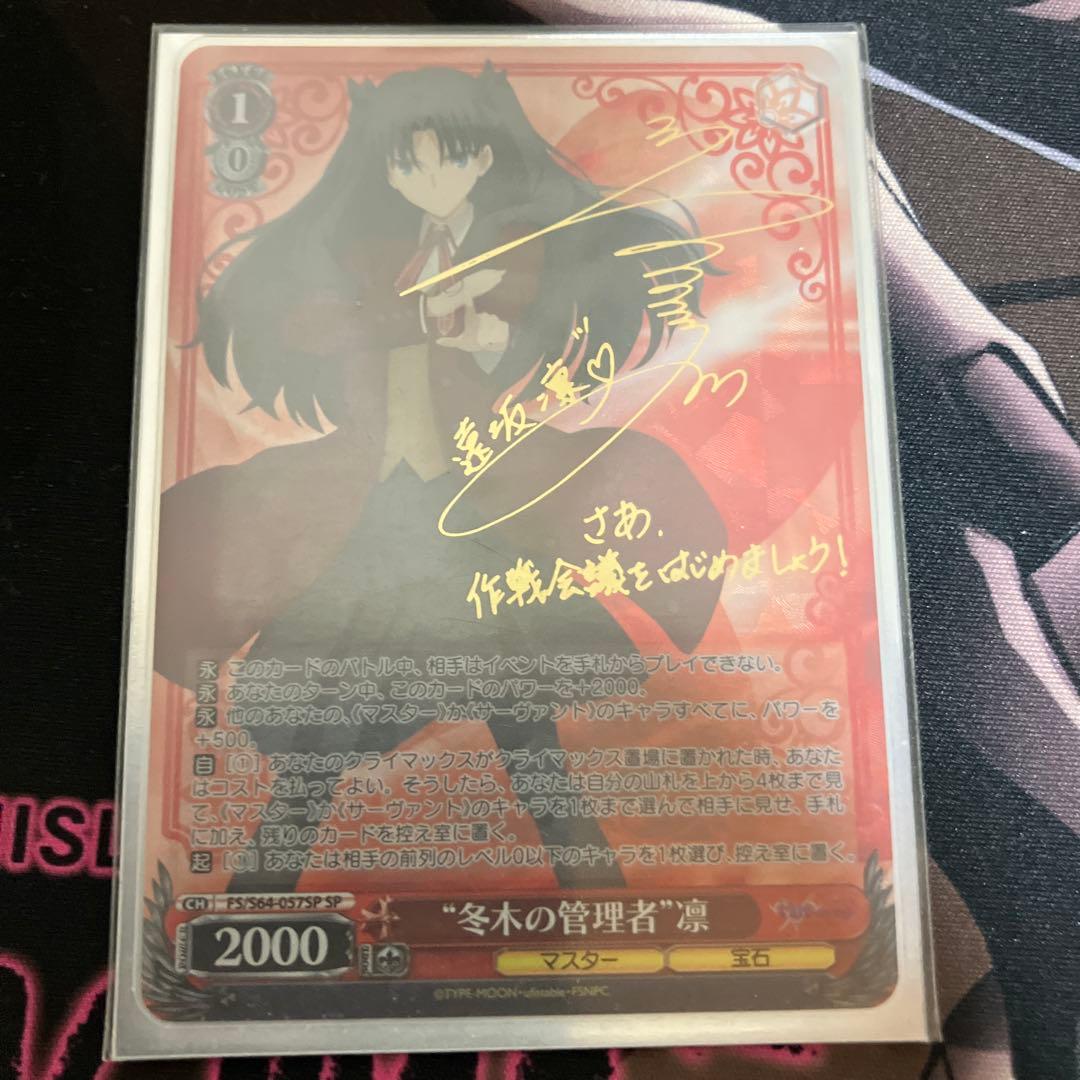 1
0
遠坂凛
さあ、
作戦会議をはじめましょう!
永 このカードのバトル中、相手はイベントを手札からプレイできない。
永 あなたのターン中、このカードのパワーを+2000。
永 他のあなたの、《マスター》か《サーヴァント》のキャラすべてに、パワーを
+500。
自 [①] あなたのクライマックスがクライマックス置場に置かれた時、あなた
はコストを払ってよい。そうしたら、あなたは自分の山札を上から4枚まで見
て、《マスター》か《サーヴァント》のキャラを1枚まで選んで相手に見せ、手札
に加え、残りのカードを控え室に置く。
起 [③] あなたは相手の前列のレベル0以下のキャラを1枚選び、控え室に置く。
CH FS/S64-057SP SP
"冬木の管理者"凛
2000
マスター 宝石
©TYPE-MOON・ufotable・FSNPC